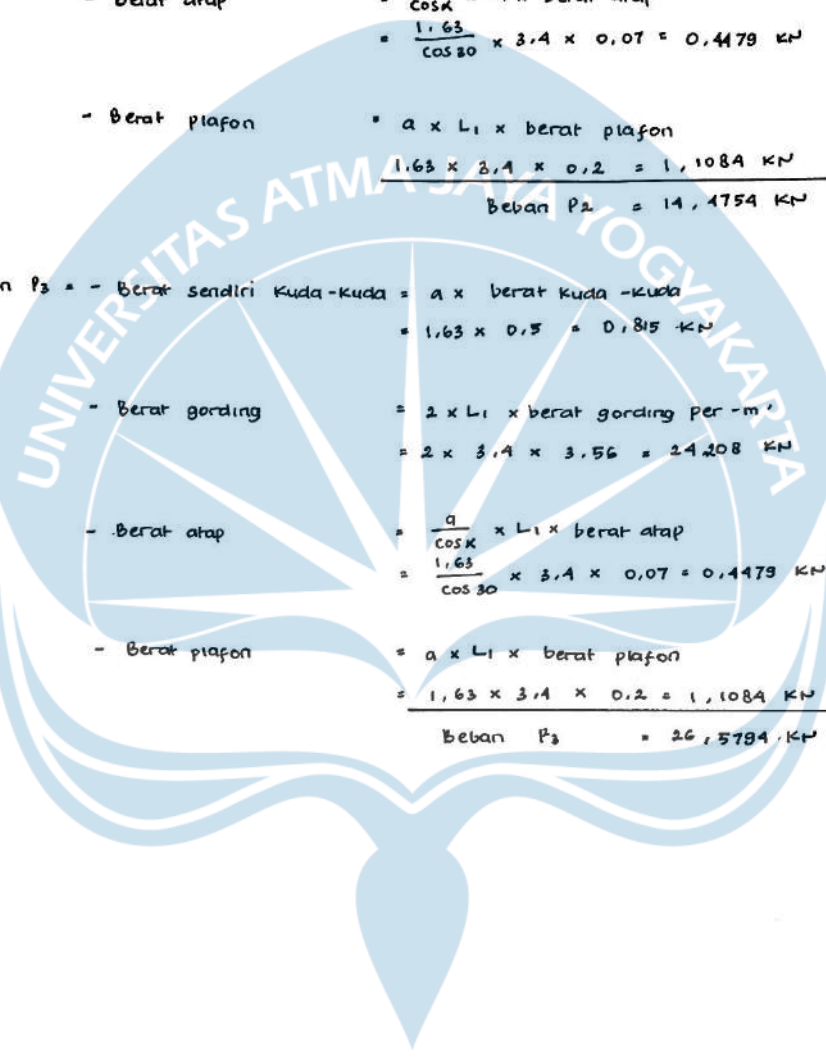 - Berat atap
cos α
= 1.63 / cos 30 x 3.4 x 0,07 = 0,4479 KN
- Berat plafon = a x L1 x berat plafon
1.63 x 3,4 x 0,2 = 1,1084 KN
Beban P2 = 14,4754 KN
n P3 = - Berat sendiri kuda-kuda = a x berat kuda-kuda
= 1,63 x 0,5 = 0,815 KN
- Berat gording = 2 x L1 x berat gording per-m'
= 2 x 3,4 x 3.56 = 24.208 KN
- Berat atap = a / cos α x L1 x berat atap
= 1,63 / cos 30 x 3,4 x 0,07 = 0,4479 KN
- Berat plafon = a x L1 x berat plafon
= 1,63 x 3,4 x 0.2 = 1,1084 KN
Beban P3 = 26,5794 KN
UNIVERSITAS ATMA JAYA YOGYAKARTA